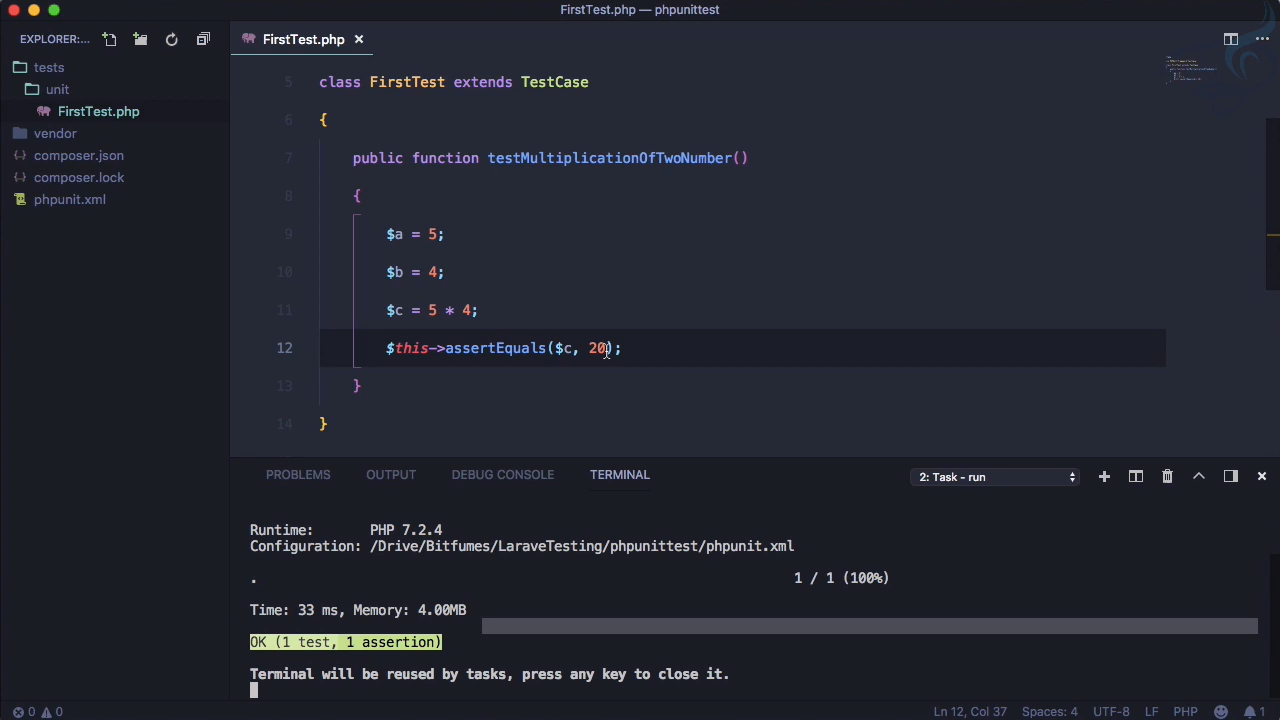 FirstTest.php — phpunittest
EXPLORER:...
FirstTest.php
tests
unit
FirstTest.php
vendor
composer.json
composer.lock
phpunit.xml
5 class FirstTest extends TestCase
6 {
7 public function testMultiplicationOfTwoNumber()
8 {
9 $a = 5;
10 $b = 4;
11 $c = 5 * 4;
12 $this->assertEquals($c, 20);
13 }
14 }
PROBLEMS OUTPUT DEBUG CONSOLE TERMINAL 2: Task - run
Runtime: PHP 7.2.4
Configuration: /Drive/Bitfumes/LaraveTesting/phpunittest/phpunit.xml
. 1 / 1 (100%)
Time: 33 ms, Memory: 4.00MB
OK (1 test, 1 assertion)
Terminal will be reused by tasks, press any key to close it.
0 0 Ln 12, Col 37 Spaces: 4 UTF-8 LF PHP 1